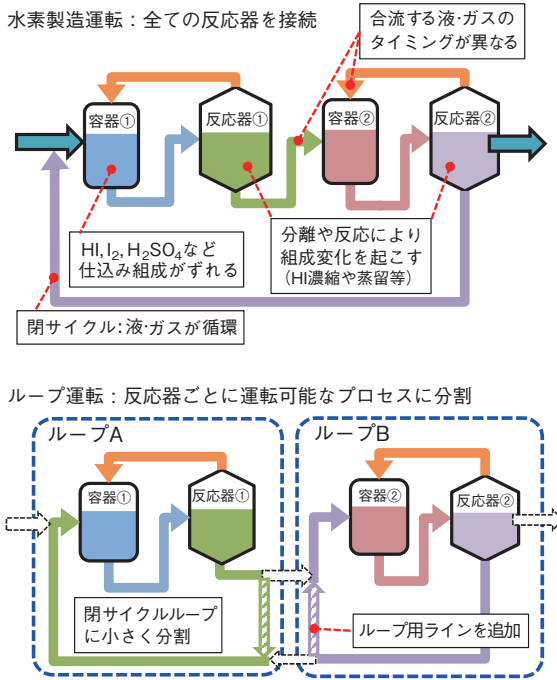 水素製造運転：全ての反応器を接続
合流する液・ガスの
タイミングが異なる
容器①
反応器①
容器②
反応器②
HI, I₂, H₂SO₄など
仕込み組成がずれる
分離や反応により
組成変化を起こす
（HI濃縮や蒸留等）
閉サイクル：液・ガスが循環
ループ運転：反応器ごとに運転可能なプロセスに分割
ループA
ループB
容器①
反応器①
容器②
反応器②
閉サイクルループ
に小さく分割
ループ用ラインを追加